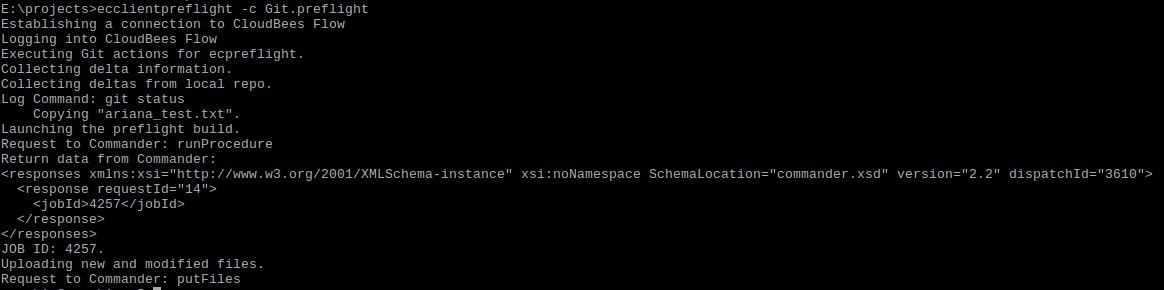 E:\projects>ecclientpreflight -c Git.preflight
Establishing a connection to CloudBees Flow
Logging into CloudBees Flow
Executing Git actions for ecpreflight.
Collecting delta information.
Collecting deltas from local repo.
Log Command: git status
    Copying "ariana_test.txt".
Launching the preflight build.
Request to Commander: runProcedure
Return data from Commander:
<responses xmlns:xsi="http://www.w3.org/2001/XMLSchema-instance" xsi:noNamespace SchemaLocation="commander.xsd" version="2.2" dispatchId="3610">
  <response requestId="14">
    <jobId>4257</jobId>
  </response>
</responses>
JOB ID: 4257.
Uploading new and modified files.
Request to Commander: putFiles